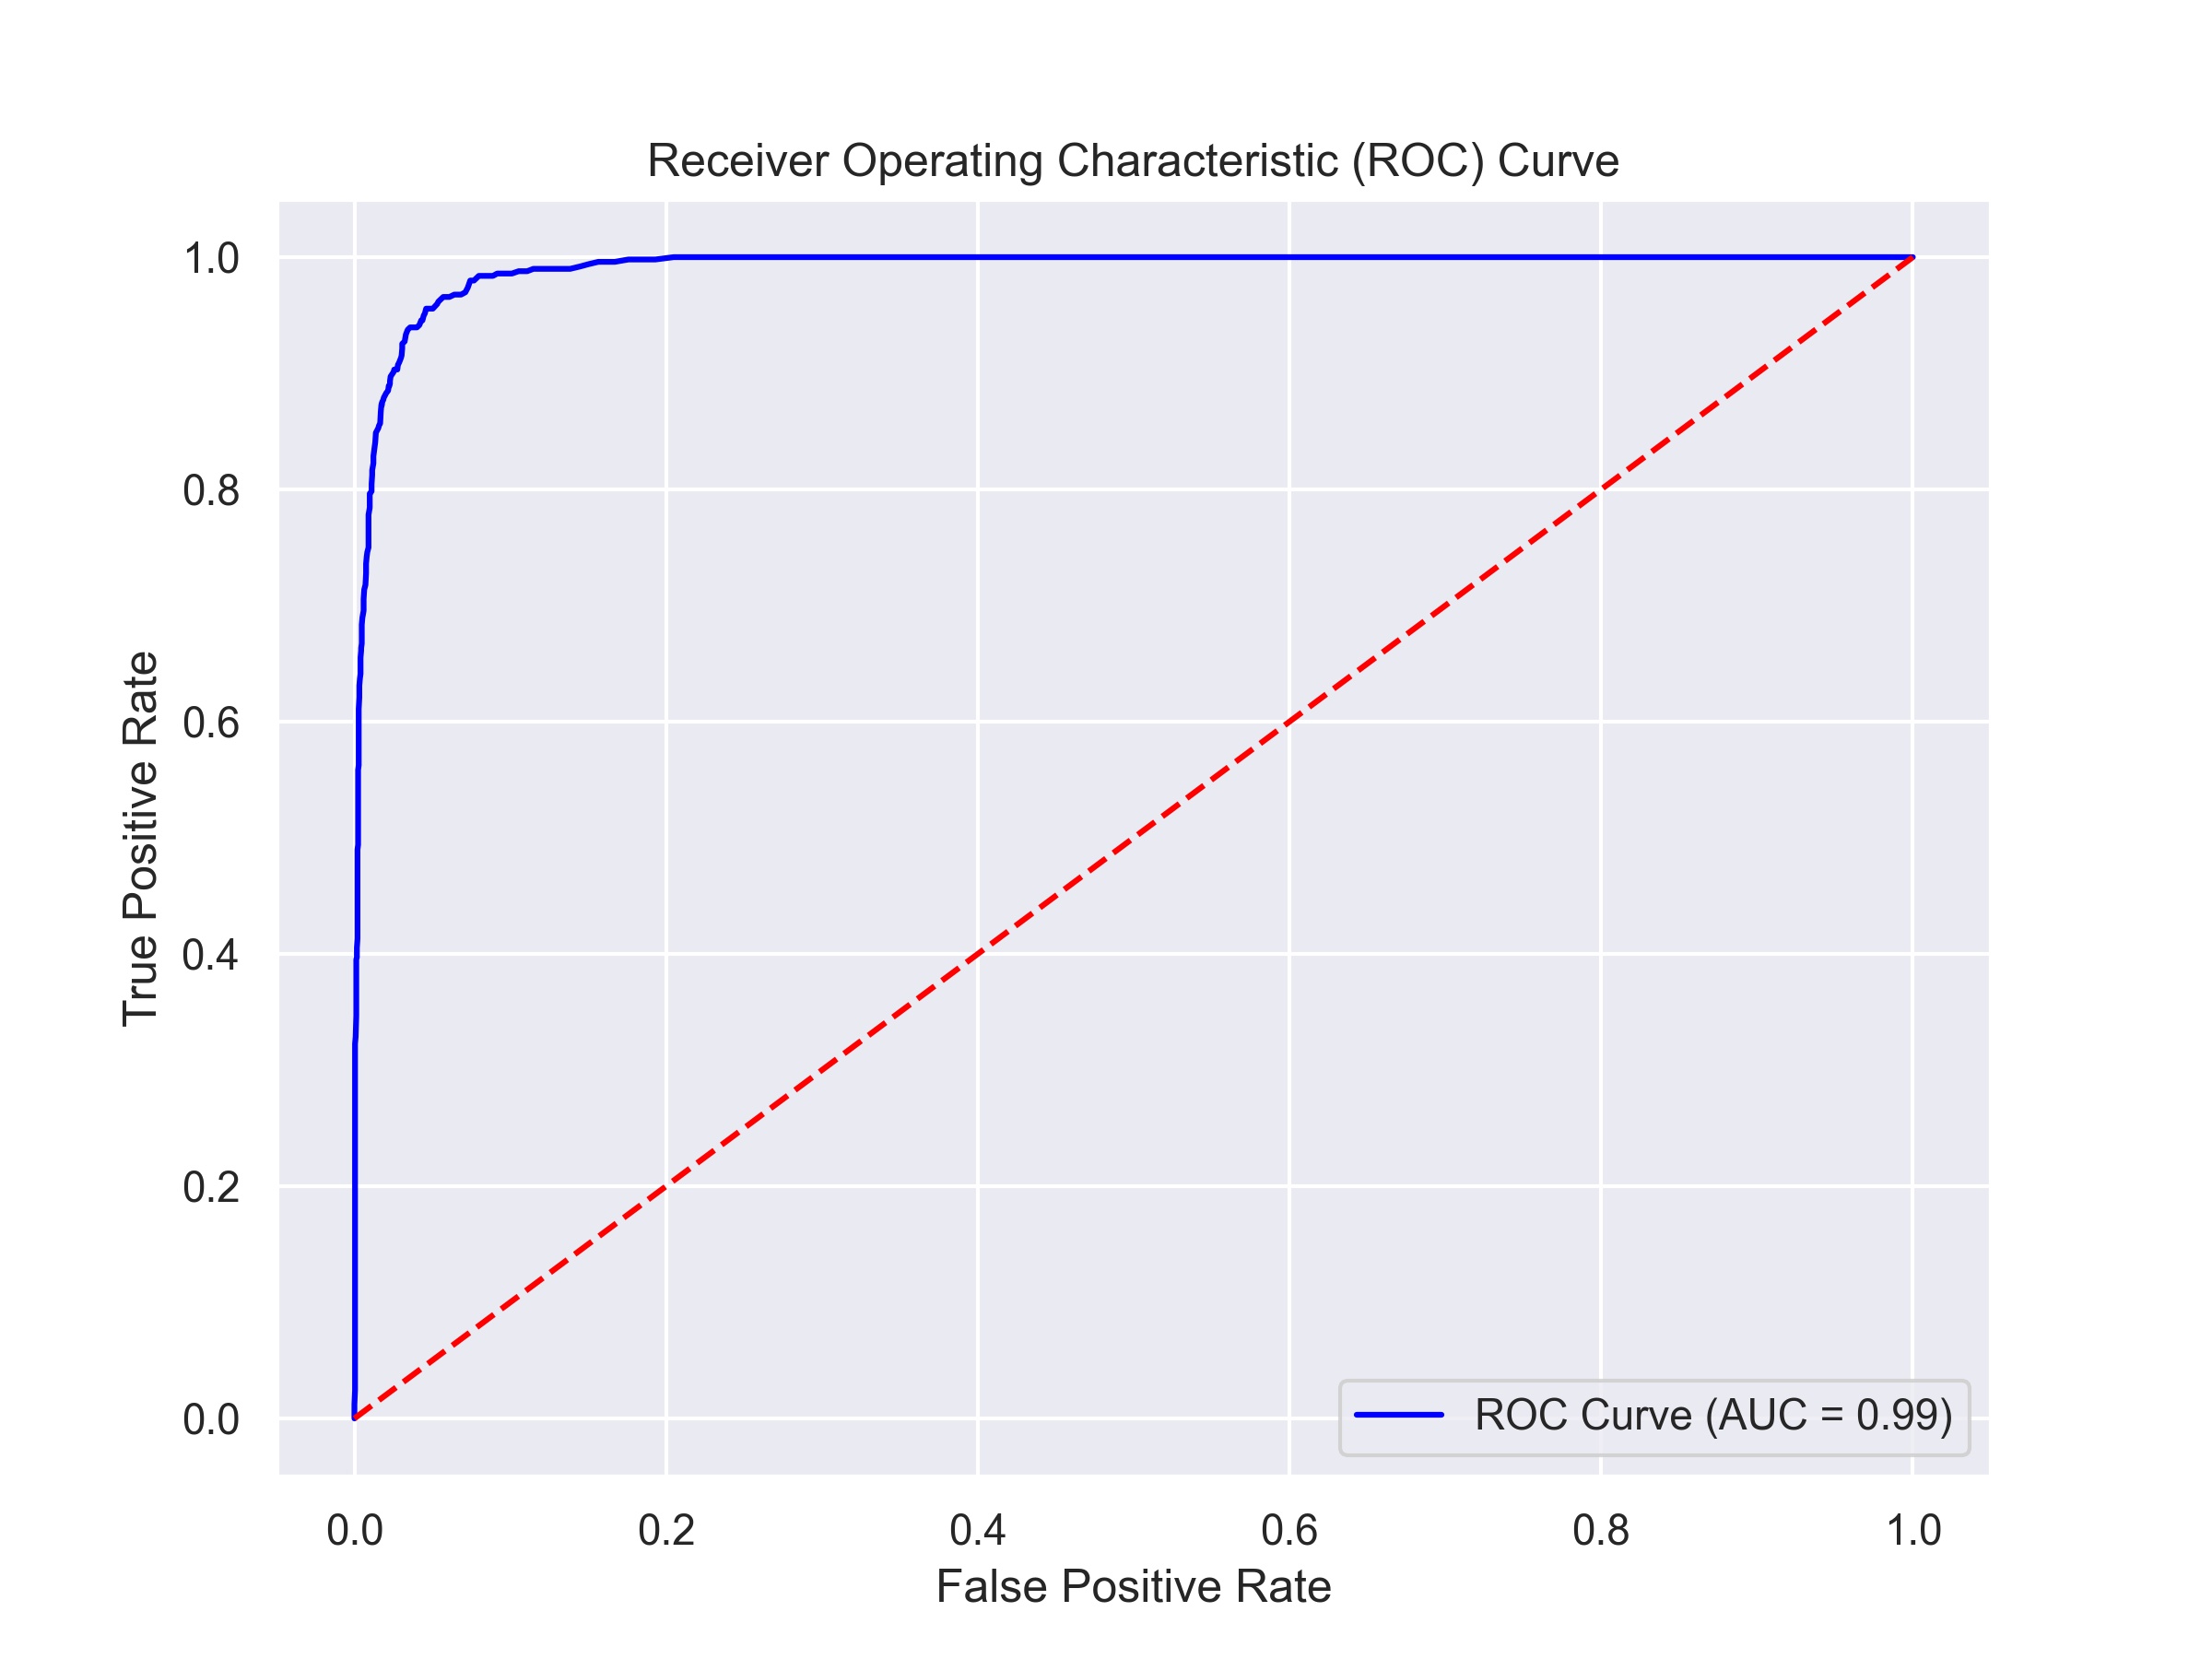 Receiver Operating Characteristic (ROC) Curve
1.0
0.8
0.6
0.4
0.2
0.0
True Positive Rate
ROC Curve (AUC = 0.99)
0.0 0.2 0.4 0.6 0.8 1.0
False Positive Rate